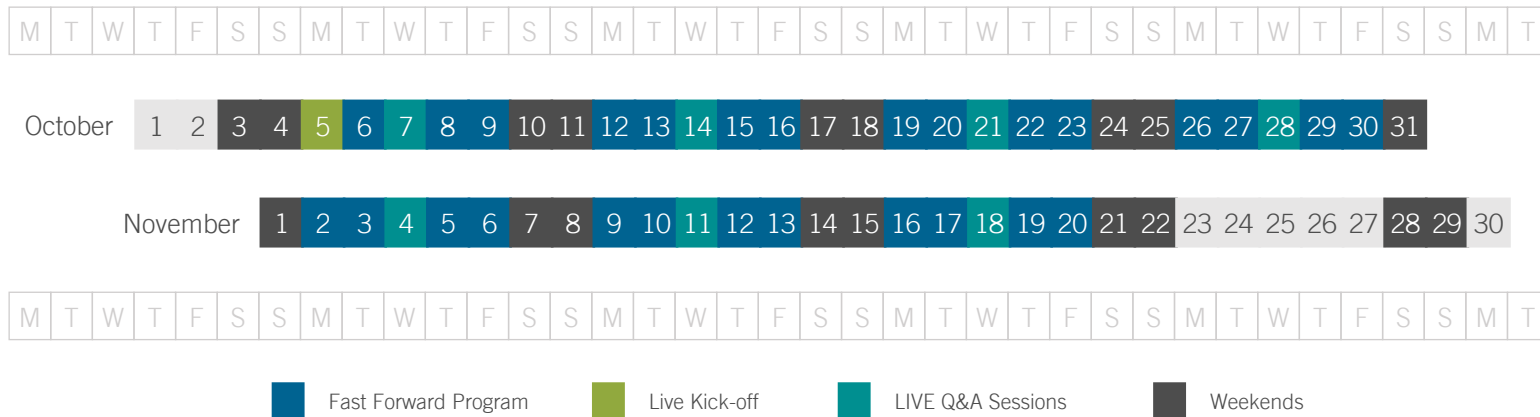 M T W T F S S M T W T F S S M T W T F S S M T W T F S S M T W T F S S M T
October 1 2 3 4 5 6 7 8 9 10 11 12 13 14 15 16 17 18 19 20 21 22 23 24 25 26 27 28 29 30 31
November 1 2 3 4 5 6 7 8 9 10 11 12 13 14 15 16 17 18 19 20 21 22 23 24 25 26 27 28 29 30
M T W T F S S M T W T F S S M T W T F S S M T W T F S S M T W T F S S M T
Fast Forward Program Live Kick-off LIVE Q&A Sessions Weekends